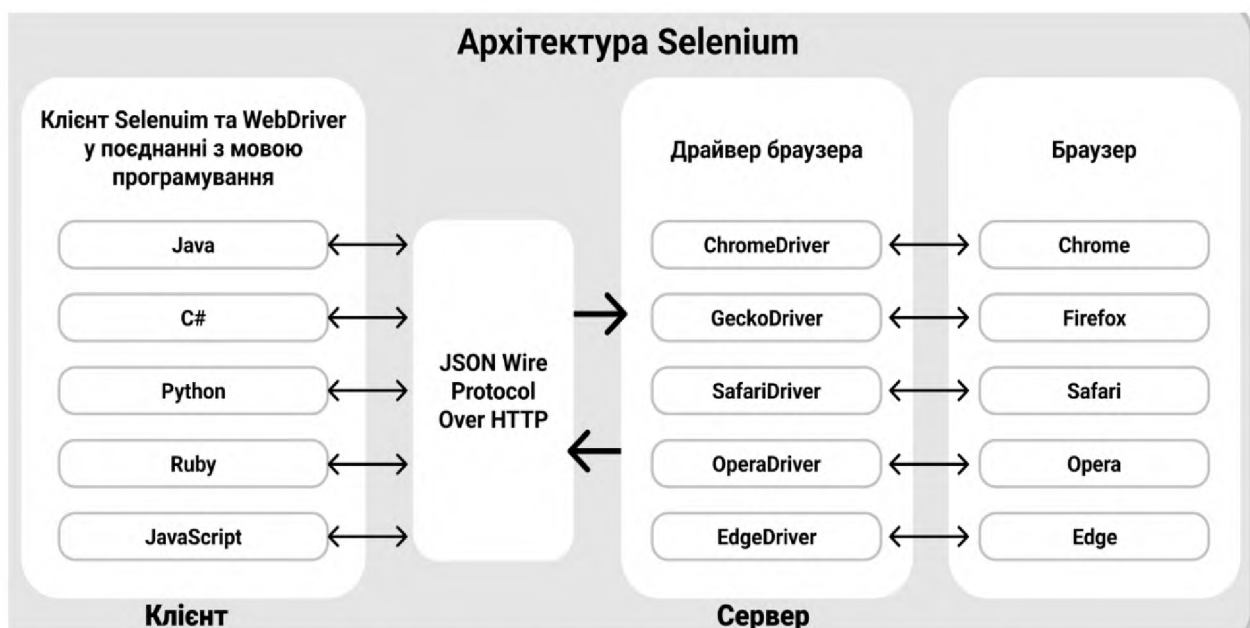 Архітектура Selenium
Клієнт Selenuim та WebDriver
у поєднанні з мовою
програмування
Java
C#
Python
Ruby
JavaScript
Клієнт
JSON Wire
Protocol
Over HTTP
Драйвер браузера
ChromeDriver
GeckoDriver
SafariDriver
OperaDriver
EdgeDriver
Сервер
Браузер
Chrome
Firefox
Safari
Opera
Edge